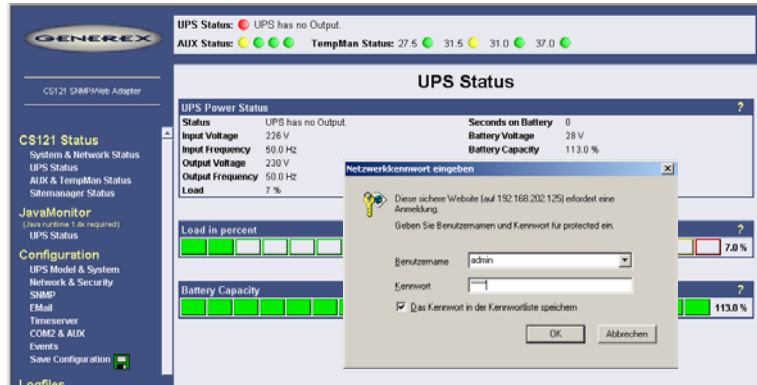 GENEREX
CS121 SNMP/Web Adapter
CS121 Status
System & Network Status
UPS Status
AUX & TempMan Status
Sitemanager Status
JavaMonitor
(Java runtime 1.4x required)
UPS Status
Configuration
UPS Model & System
Network & Security
SNMP
EMail
Timeserver
COM2 & AUX
Events
Save Configuration
Logfiles
UPS Status: UPS has no Output.
AUX Status: TempMan Status: 27.5 31.5 31.0 37.0
UPS Status
UPS Power Status ?
Status UPS has no Output. Seconds on Battery 0
Input Voltage 226 V Battery Voltage 28 V
Input Frequency 50.0 Hz Battery Capacity 113.0 %
Output Voltage 230 V
Output Frequency 50.0 Hz
Load 7 %
Load in percent ?
7.0 %
Battery Capacity ?
113.0 %
Netzwerkkennwort eingeben
Diese sichere Website (auf 192.168.202.125) erfordert eine
Anmeldung.
Geben Sie Benutzernamen und Kennwort für protected ein.
Benutzername admin
Kennwort *****
Das Kennwort in der Kennwortliste speichern
OK Abbrechen